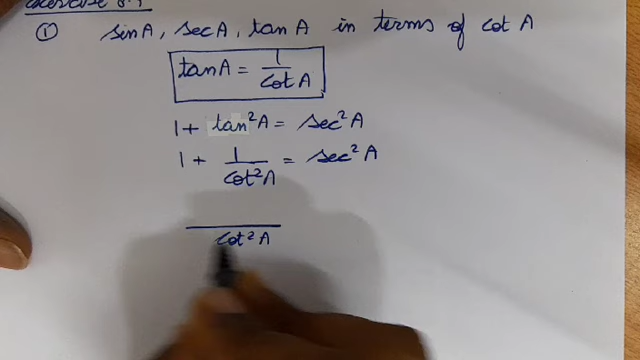 ① sinA, secA, tanA in terms of cot A
tanA = 1/cotA
1 + tan²A = sec²A
1 + 1/cot²A = sec²A
cot²A